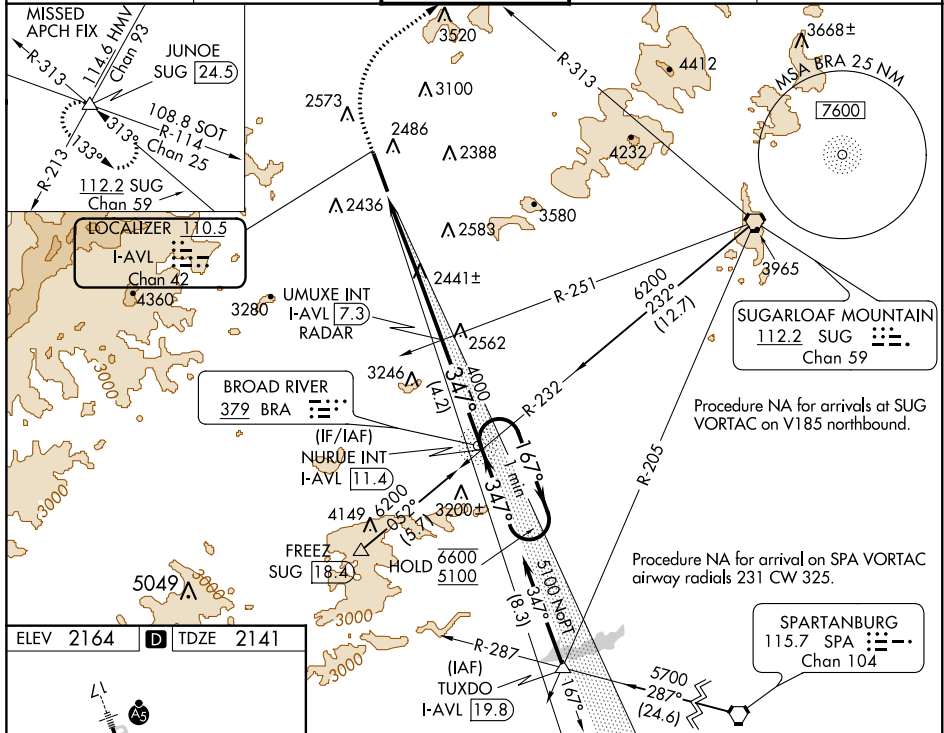 MISSED
APCH FIX
R-313
114.6 HMV
Chan 93
JUNOE
SUG 24.5
313°
133°
108.8 SOT
R-114
Chan 25
R-213
112.2 SUG
Chan 59
3520
R-313
4412
3668±
MSA BRA 25 NM
7600
3100
2573
2486
2388
4232
2436
3580
2583
3965
LOCALIZER 110.5
I-AVL
Chan 42
4360
3280
2441±
UMUXE INT
I-AVL 7.3
RADAR
R-251
6200
232°
(12.7)
SUGARLOAF MOUNTAIN
112.2 SUG
Chan 59
2562
3246
4000
347°
(4.2)
R-232
BROAD RIVER
379 BRA
Procedure NA for arrivals at SUG
VORTAC on V185 northbound.
(IF/IAF)
NURUE INT
I-AVL 11.4
167°
1 min
347°
R-205
3000
6200
052°
(5.7)
4149
3200±
FREEZ
SUG 18.4
HOLD 6600
5100
Procedure NA for arrival on SPA VORTAC
airway radials 231 CW 325.
5049
3000
5100 NoPT
347°
(8.3)
ELEV 2164 D TDZE 2141
3000
R-287
(IAF)
TUXDO
I-AVL 19.8
167°
5700
287°
(24.6)
SPARTANBURG
115.7 SPA
Chan 104
17
A5